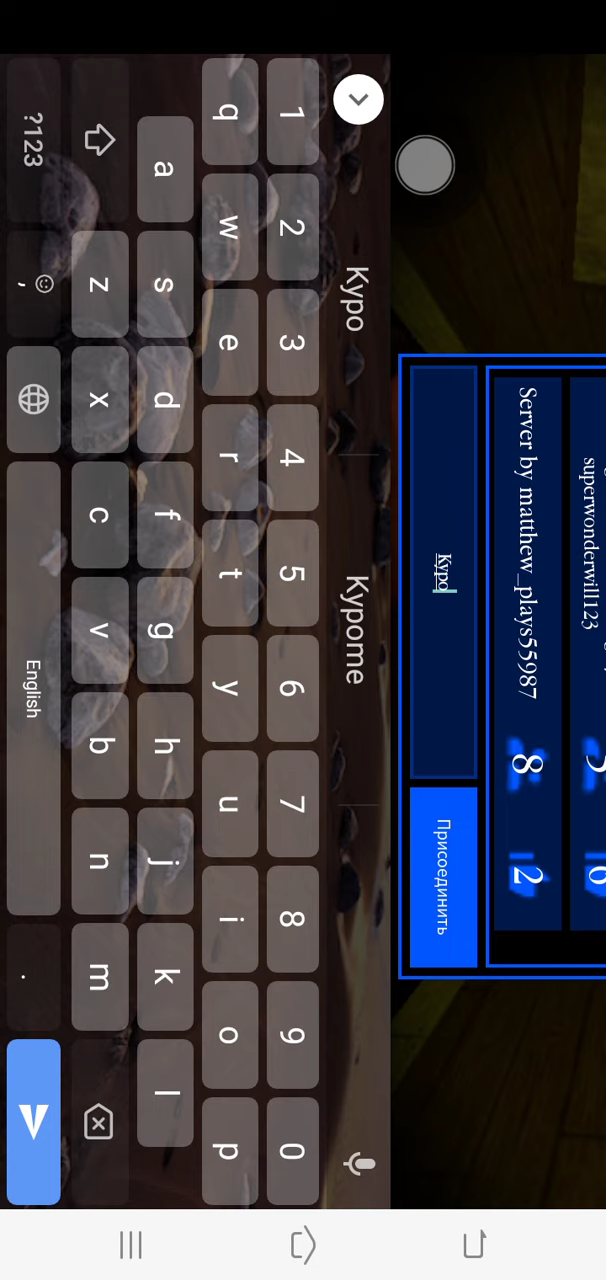 superwonderwill123
Server by matthew_plays55987 8 2
Kypo Присоединить
Kypo Kypome
1 2 3 4 5 6 7 8 9 0
q w e r t y u i o p
a s d f g h j k l
z x c v b n m
?123 , English .